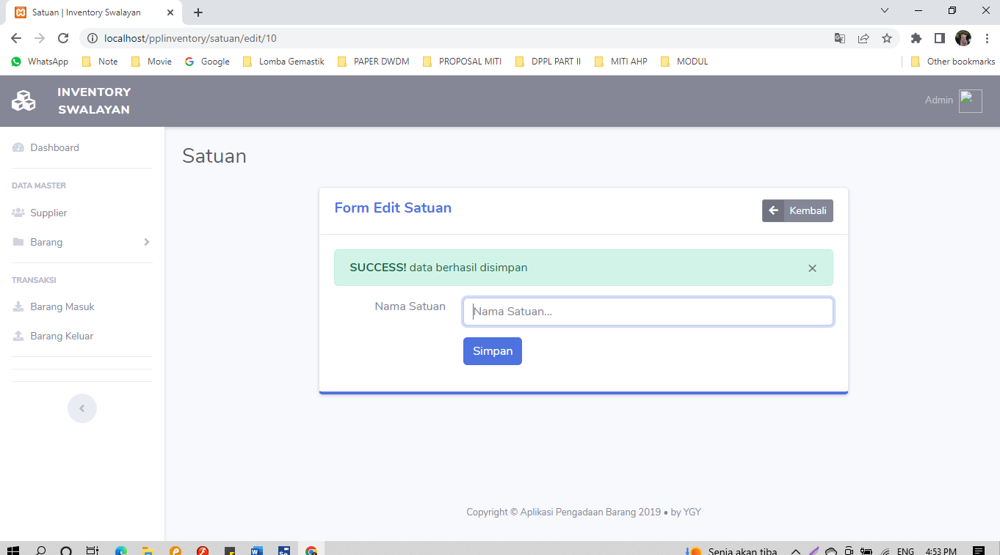 Satuan | Inventory Swalayan
localhost/pplinventory/satuan/edit/10
WhatsApp Note Movie Google Lomba Gemastik PAPER DWDM PROPOSAL MITI DPPL PART II MITI AHP MODUL Other bookmarks
INVENTORY
SWALAYAN
Admin
Dashboard
DATA MASTER
Supplier
Barang
TRANSAKSI
Barang Masuk
Barang Keluar
Satuan
Form Edit Satuan
Kembali
SUCCESS! data berhasil disimpan
Nama Satuan
Nama Satuan...
Simpan
Copyright © Aplikasi Pengadaan Barang 2019 • by YGY
Senja akan tiba ENG 4:53 PM